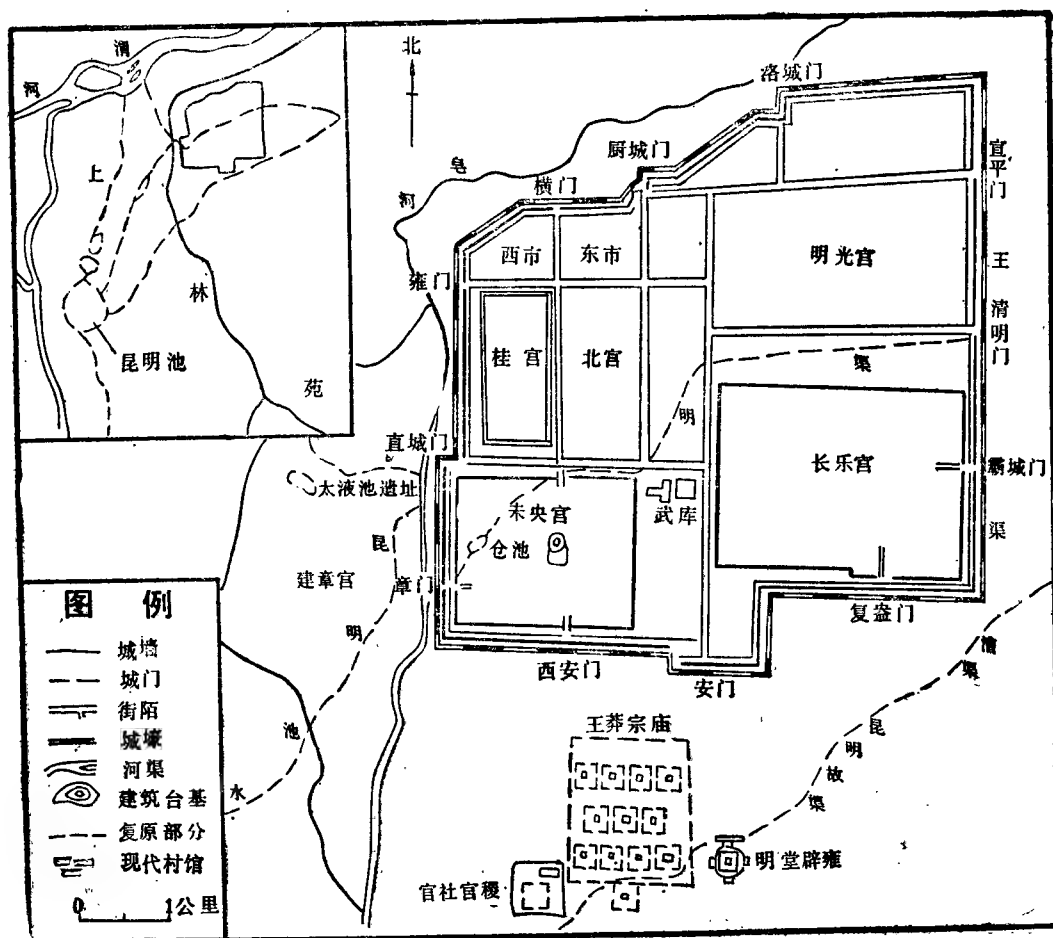 渭
河
上
林
苑
昆明池
北
洛城门
厨城门
横门
皂
河
宣平门
西市
东市
明光宫
王
雍门
清明门
桂宫
北宫
渠
明
直城门
长乐宫
霸城门
太液池遗址
未央宫
武库
渠
昆
仓池
建章宫
章门
明
复盎门
西安门
安门
漕
渠
池
水
王莽宗庙
昆
明
故
渠
明堂辟雍
官社官稷
图例
城墙
城门
街陌
城壕
河渠
建筑台基
复原部分
现代村馆
0 1公里